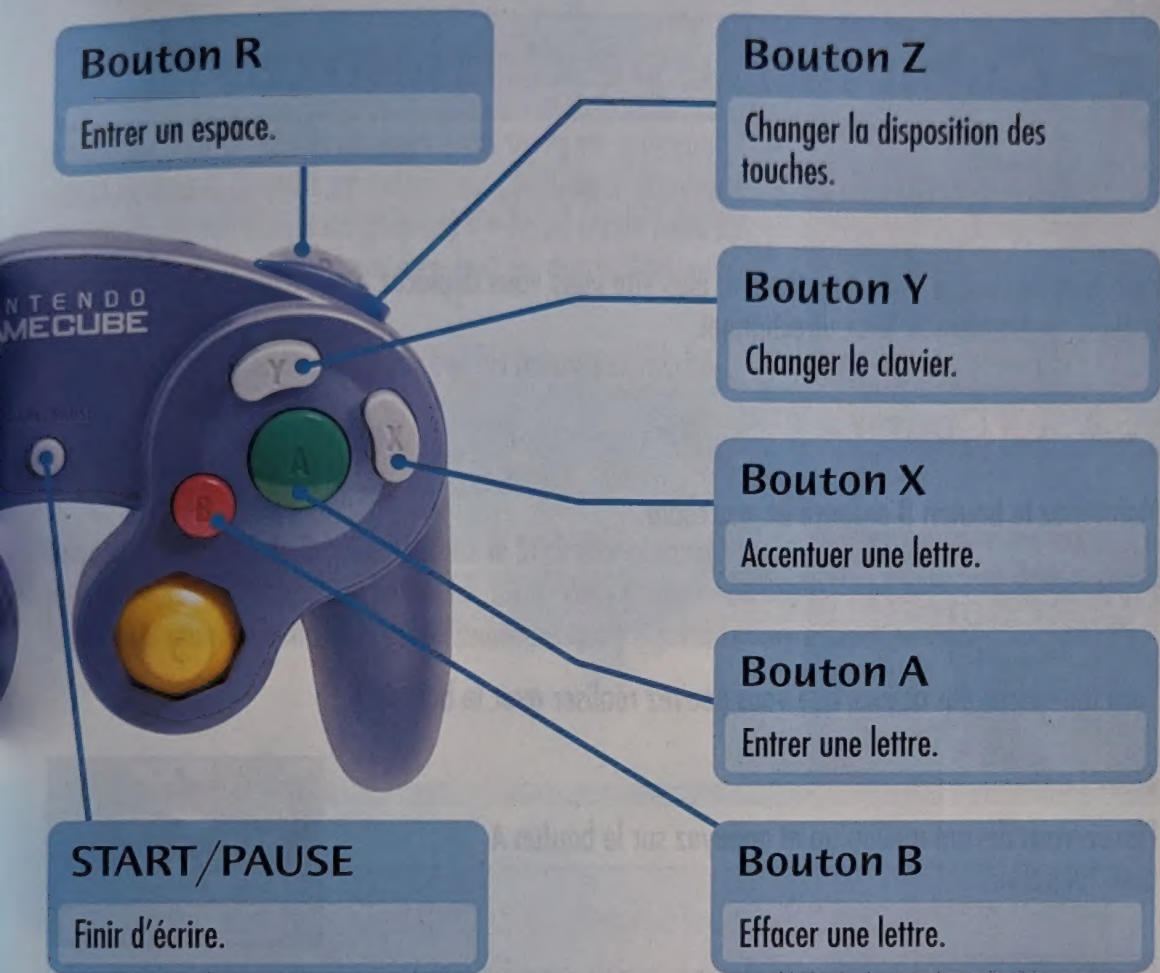 Bouton R
Entrer un espace.
Bouton Z
Changer la disposition des
touches.
NTENDO
MECUBE
Bouton Y
Changer le clavier.
Y
X
A
B
C
Bouton X
Accentuer une lettre.
Bouton A
Entrer une lettre.
START/PAUSE
Finir d'écrire.
Bouton B
Effacer une lettre.